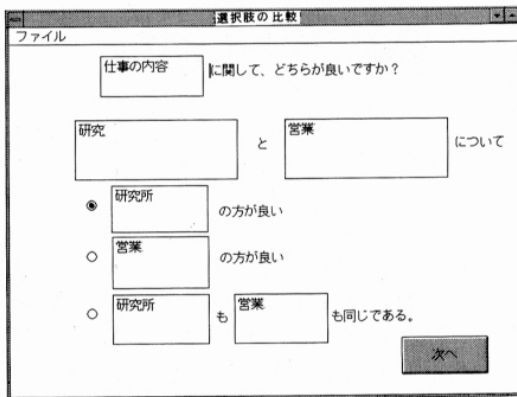 選択肢の比較
ファイル
仕事の内容 に関して、どちらが良いですか?
研究 と 営業 について
研究所 の方が良い
営業 の方が良い
研究所 も 営業 も同じである。
次へ